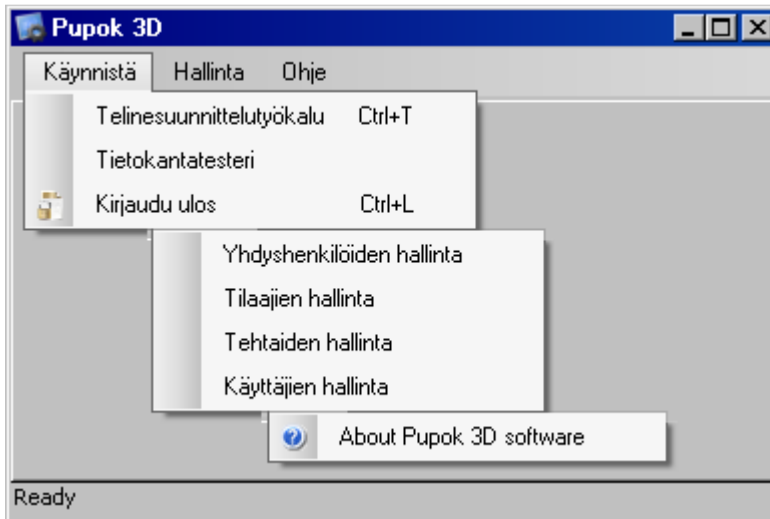 Pupok 3D
Käynnistä Hallinta Ohje
Telinesuunnittelutyökalu Ctrl+T
Tietokantatesteri
Kirjaudu ulos Ctrl+L
Yhdyshenkilöiden hallinta
Tilaajien hallinta
Tehtaiden hallinta
Käyttäjien hallinta
About Pupok 3D software
Ready